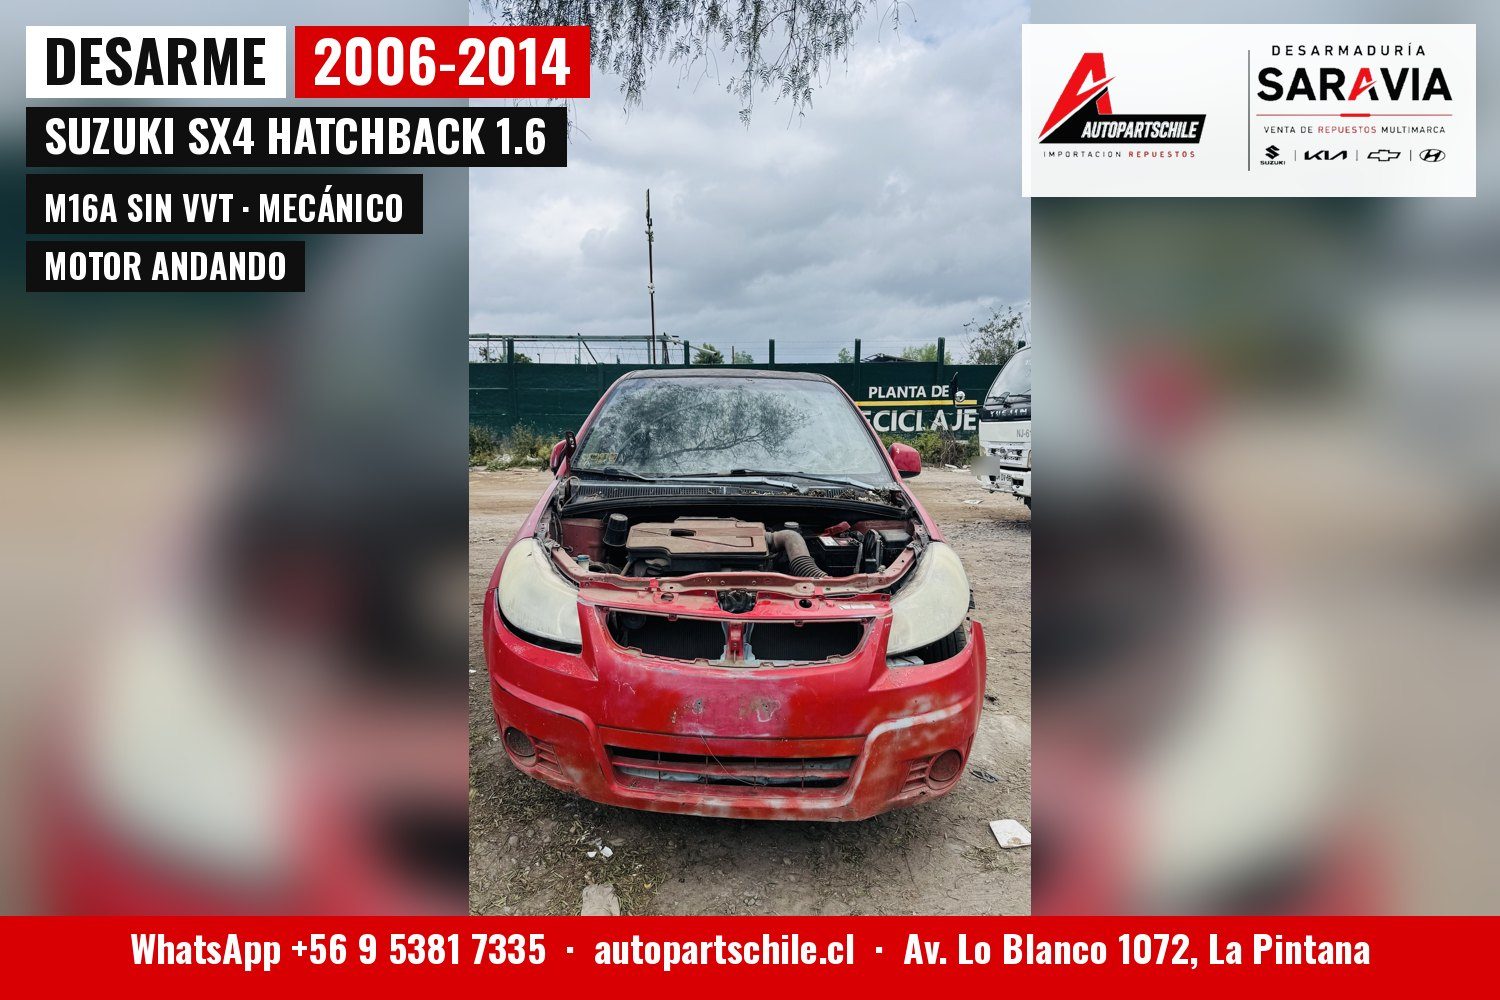 DESARME 2006-2014
SUZUKI SX4 HATCHBACK 1.6
M16A SIN VVT · MECÁNICO
MOTOR ANDANDO
AUTOPARTSCHILE
IMPORTACION REPUESTOS
DESARMADURÍA
SARAVIA
VENTA DE REPUESTOS MULTIMARCA
SUZUKI | KIA
PLANTA DE
ECICLAJE
WhatsApp +56 9 5381 7335 · autopartschile.cl · Av. Lo Blanco 1072, La Pintana